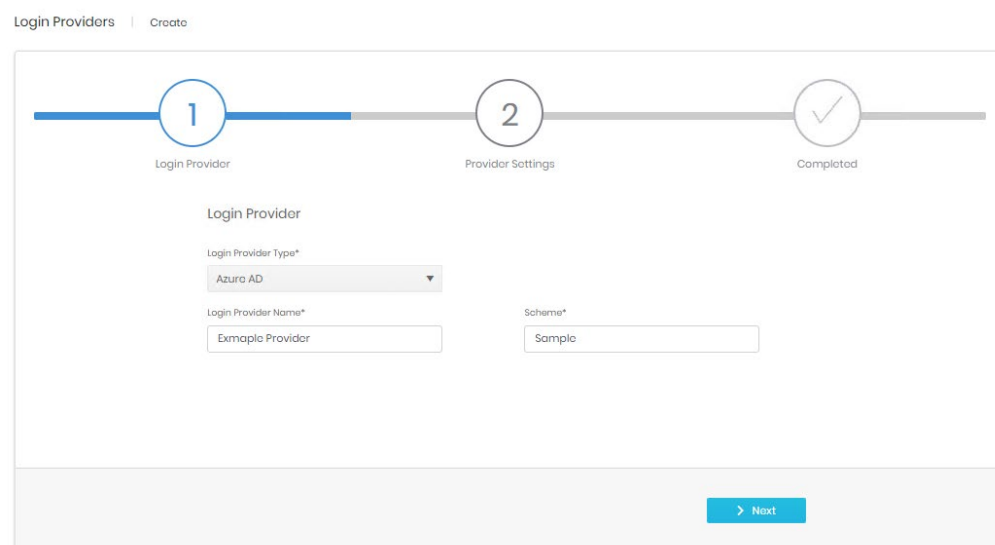 Login Providers | Create
1
2
Login Provider
Provider Settings
Completed
Login Provider
Login Provider Type*
Azure AD
Login Provider Name*
Scheme*
Exmaple Provider
Sample
Next